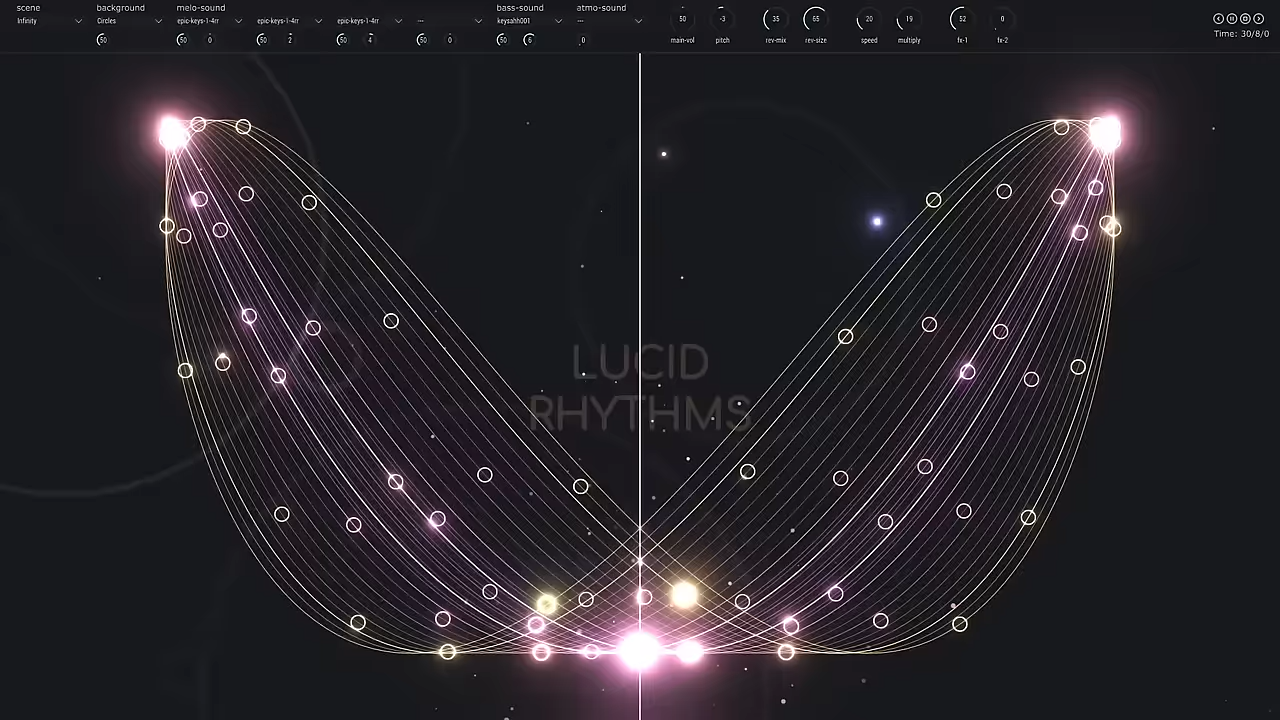 scene background melo-sound bass-sound atmo-sound
Infinity Circles epic-keys-1-4rr epic-keys-1-4rr epic-keys-1-4rr --- keysahh001 ---
50 -3 35 65 20 19 52 0
main-vol pitch rev-mix rev-size speed multiply fx-1 fx-2
50 50 0 50 2 50 4 50 0 50 6 0
Time: 30/8/0
LUCID
RHYTHMS